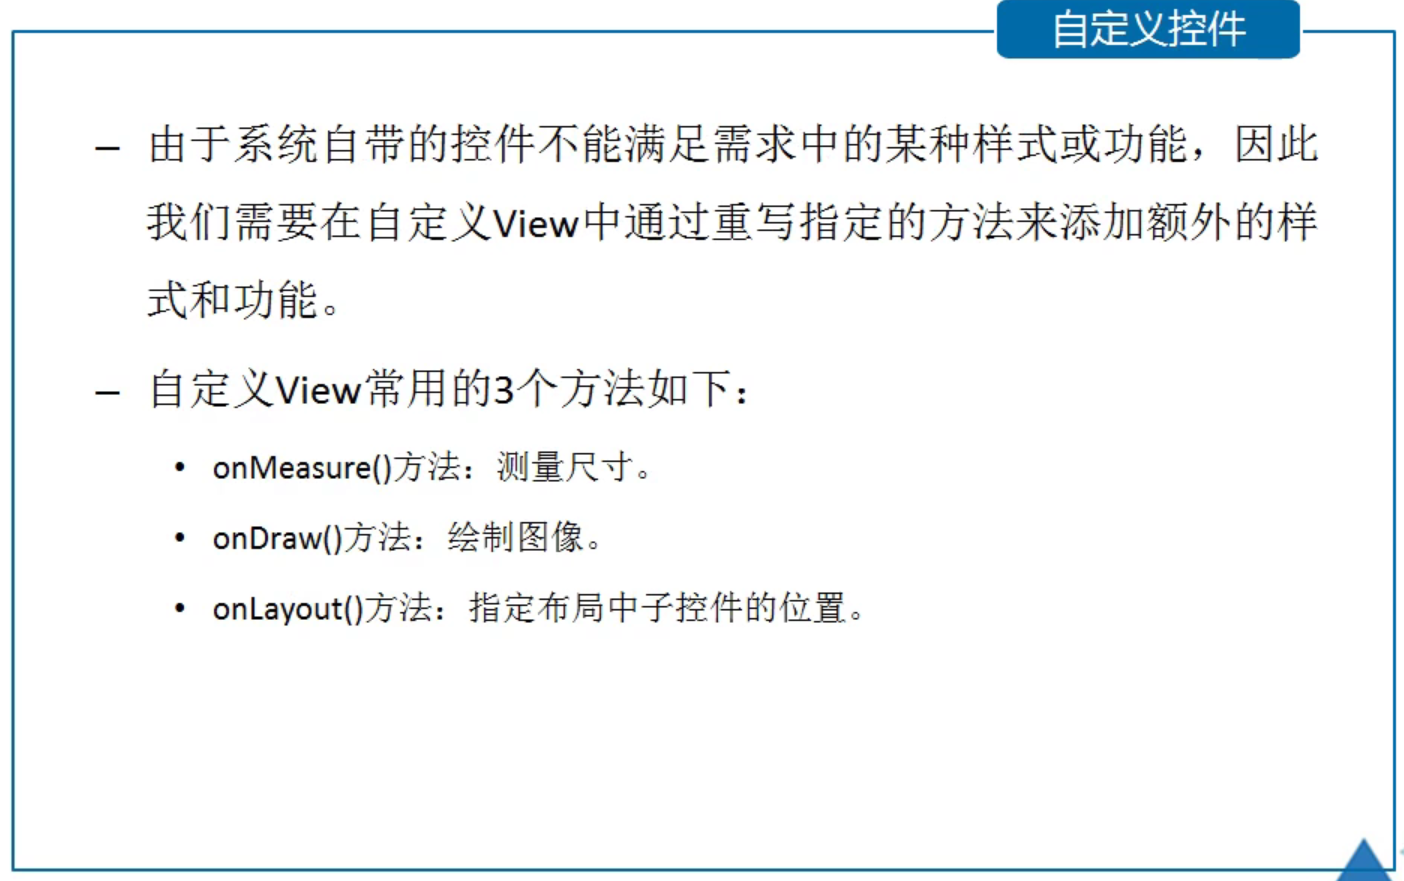 自定义控件
– 由于系统自带的控件不能满足需求中的某种样式或功能，因此
我们需要在自定义View中通过重写指定的方法来添加额外的样
式和功能。
– 自定义View常用的3个方法如下：
• onMeasure()方法：测量尺寸。
• onDraw()方法：绘制图像。
• onLayout()方法：指定布局中子控件的位置。